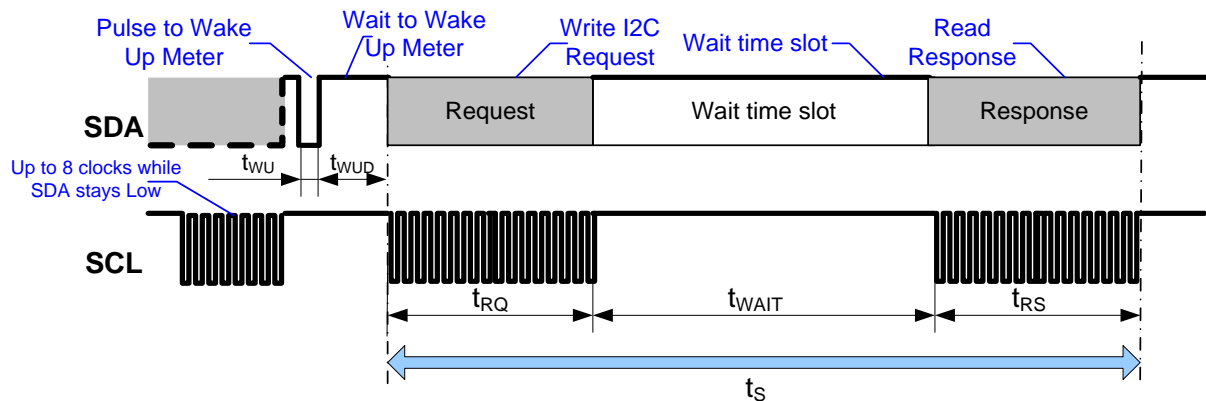 Pulse to Wake
Up Meter
Wait to Wake
Up Meter
Write I2C
Request
Wait time slot
Read
Response
SDA
Request
Wait time slot
Response
tWU
tWUD
Up to 8 clocks while
SDA stays Low
SCL
tRQ
tWAIT
tRS
tS